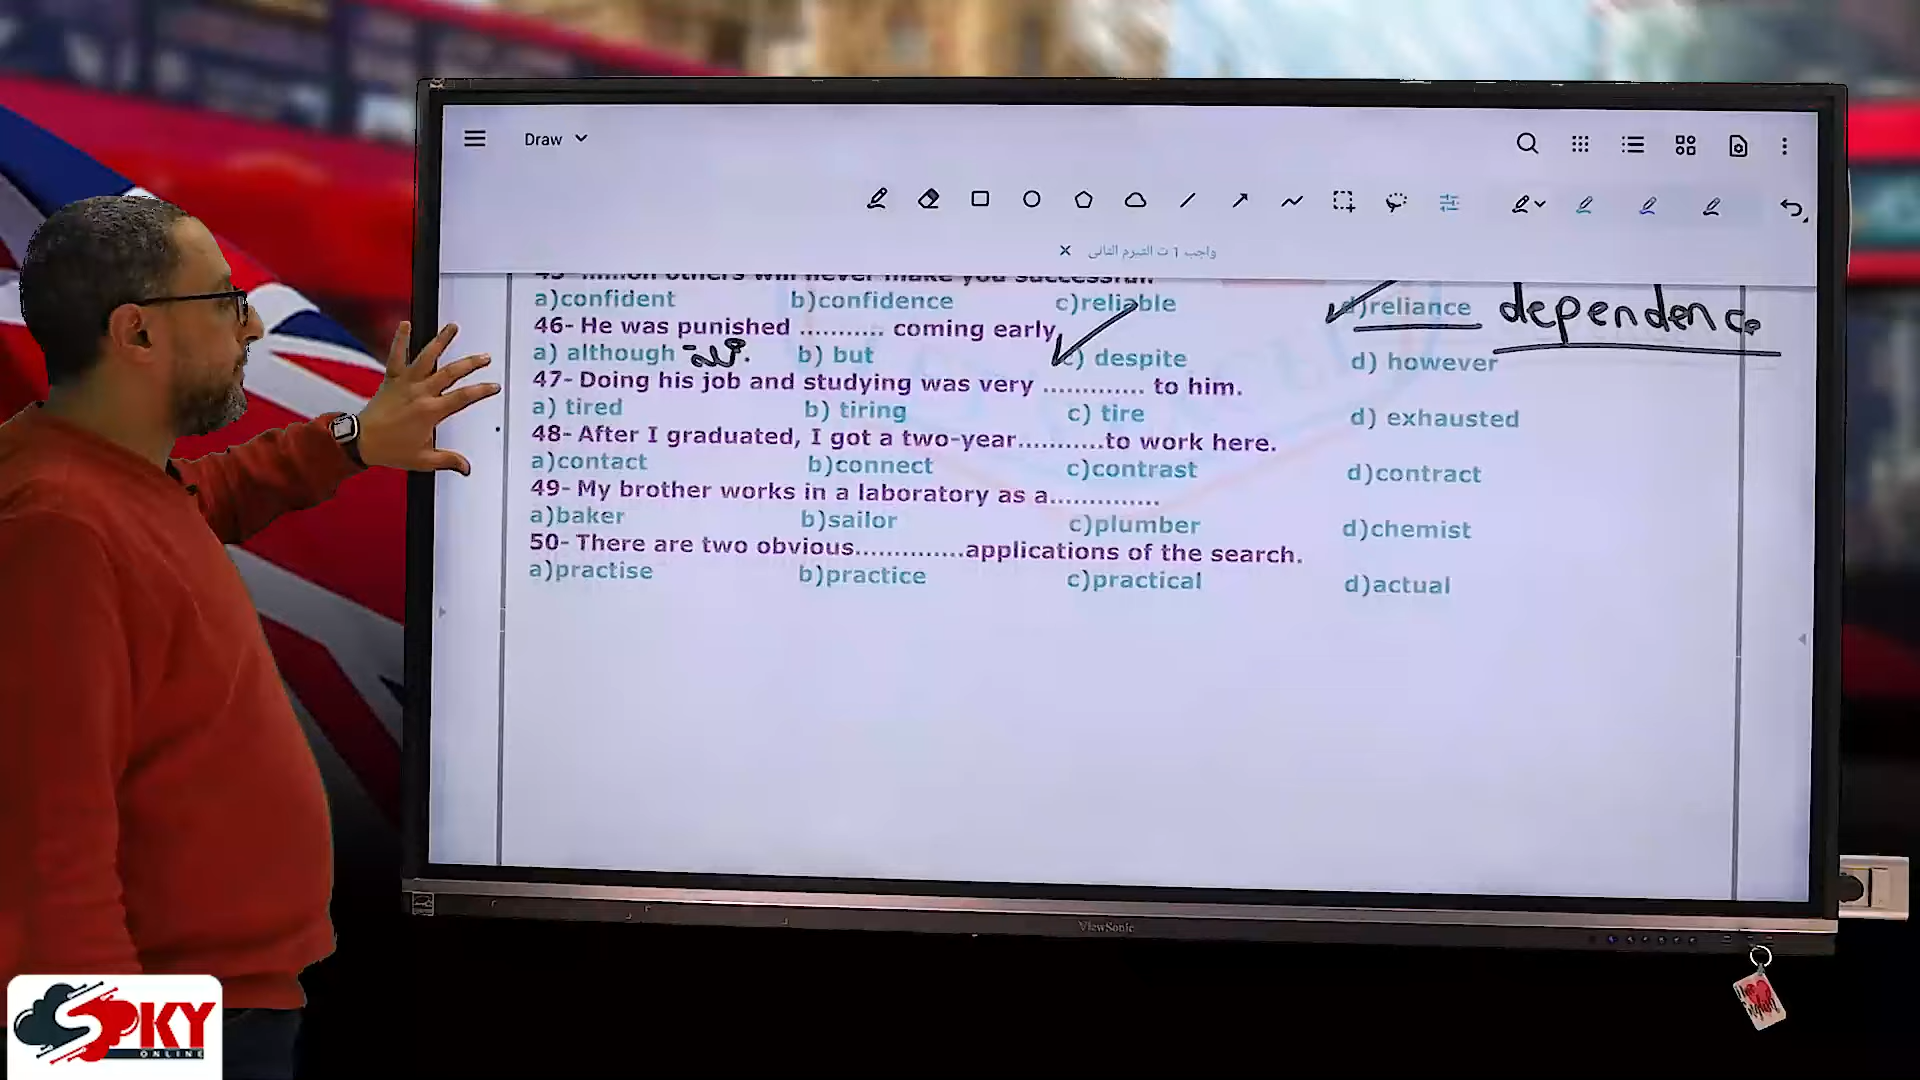 Draw
واجب 1 ت التيرم الثانى
a)confident b)confidence c)reliable d)reliance dependence
46- He was punished ........... coming early
a) although b) but c) despite d) however
47- Doing his job and studying was very ............. to him.
a) tired b) tiring c) tire d) exhausted
48- After I graduated, I got a two-year...........to work here.
a)contact b)connect c)contrast d)contract
49- My brother works in a laboratory as a..............
a)baker b)sailor c)plumber d)chemist
50- There are two obvious..............applications of the search.
a)practise b)practice c)practical d)actual
ViewSonic
SPKY
ONLINE